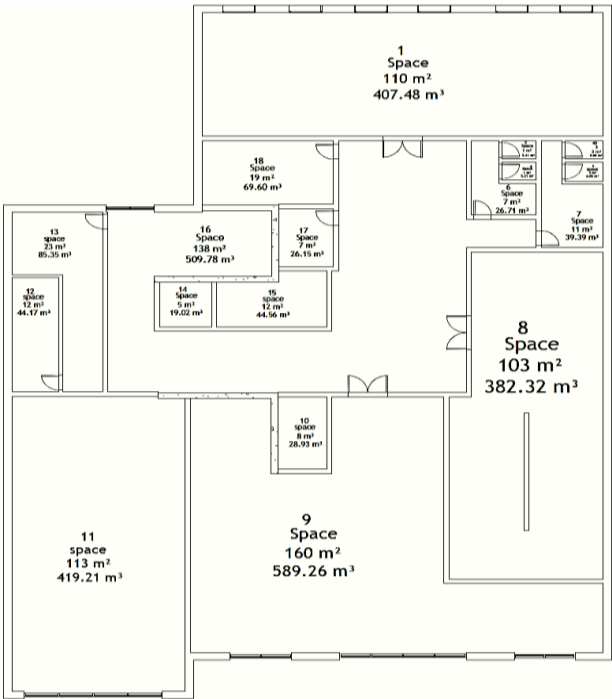 1
Space
110 m²
407.48 m³
18
Space
19 m²
69.60 m³
6
Space
7 m²
26.71 m³
7
Space
11 m²
39.39 m³
13
space
23 m²
85.35 m³
16
Space
138 m²
509.78 m³
17
Space
7 m²
26.15 m³
12
space
12 m²
44.17 m³
14
Space
5 m²
19.02 m³
15
space
12 m²
44.56 m³
8
Space
103 m²
382.32 m³
10
space
8 m²
28.93 m³
11
space
113 m²
419.21 m³
9
Space
160 m²
589.26 m³